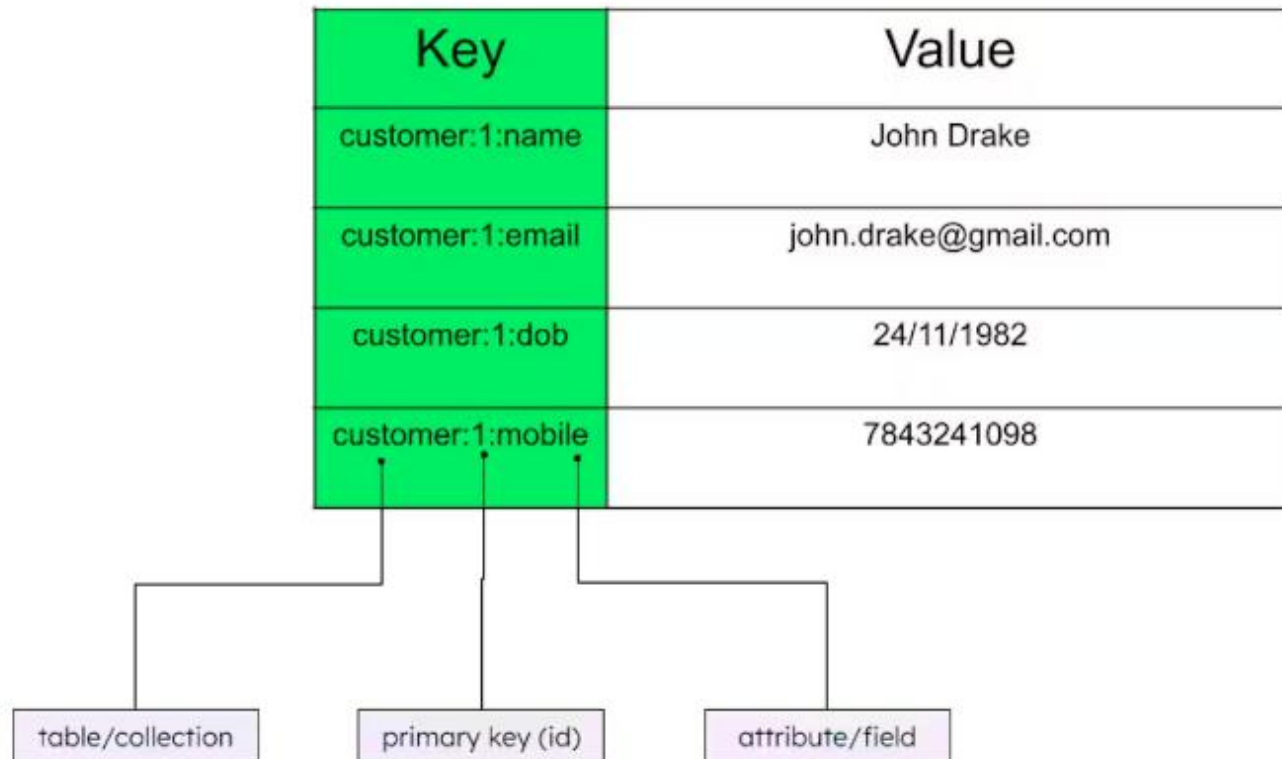 Key Value
customer:1:name John Drake
customer:1:email john.drake@gmail.com
customer:1:dob 24/11/1982
customer:1:mobile 7843241098
table/collection primary key (id) attribute/field